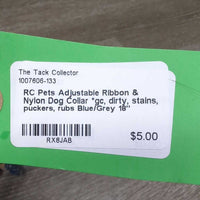 The Tack Collector
1007606-133
RC Pets Adjustable Ribbon &
Nylon Dog Collar *gc, dirty, stains,
puckers, rubs Blue/Grey 18"
$5.00
RX8JAB